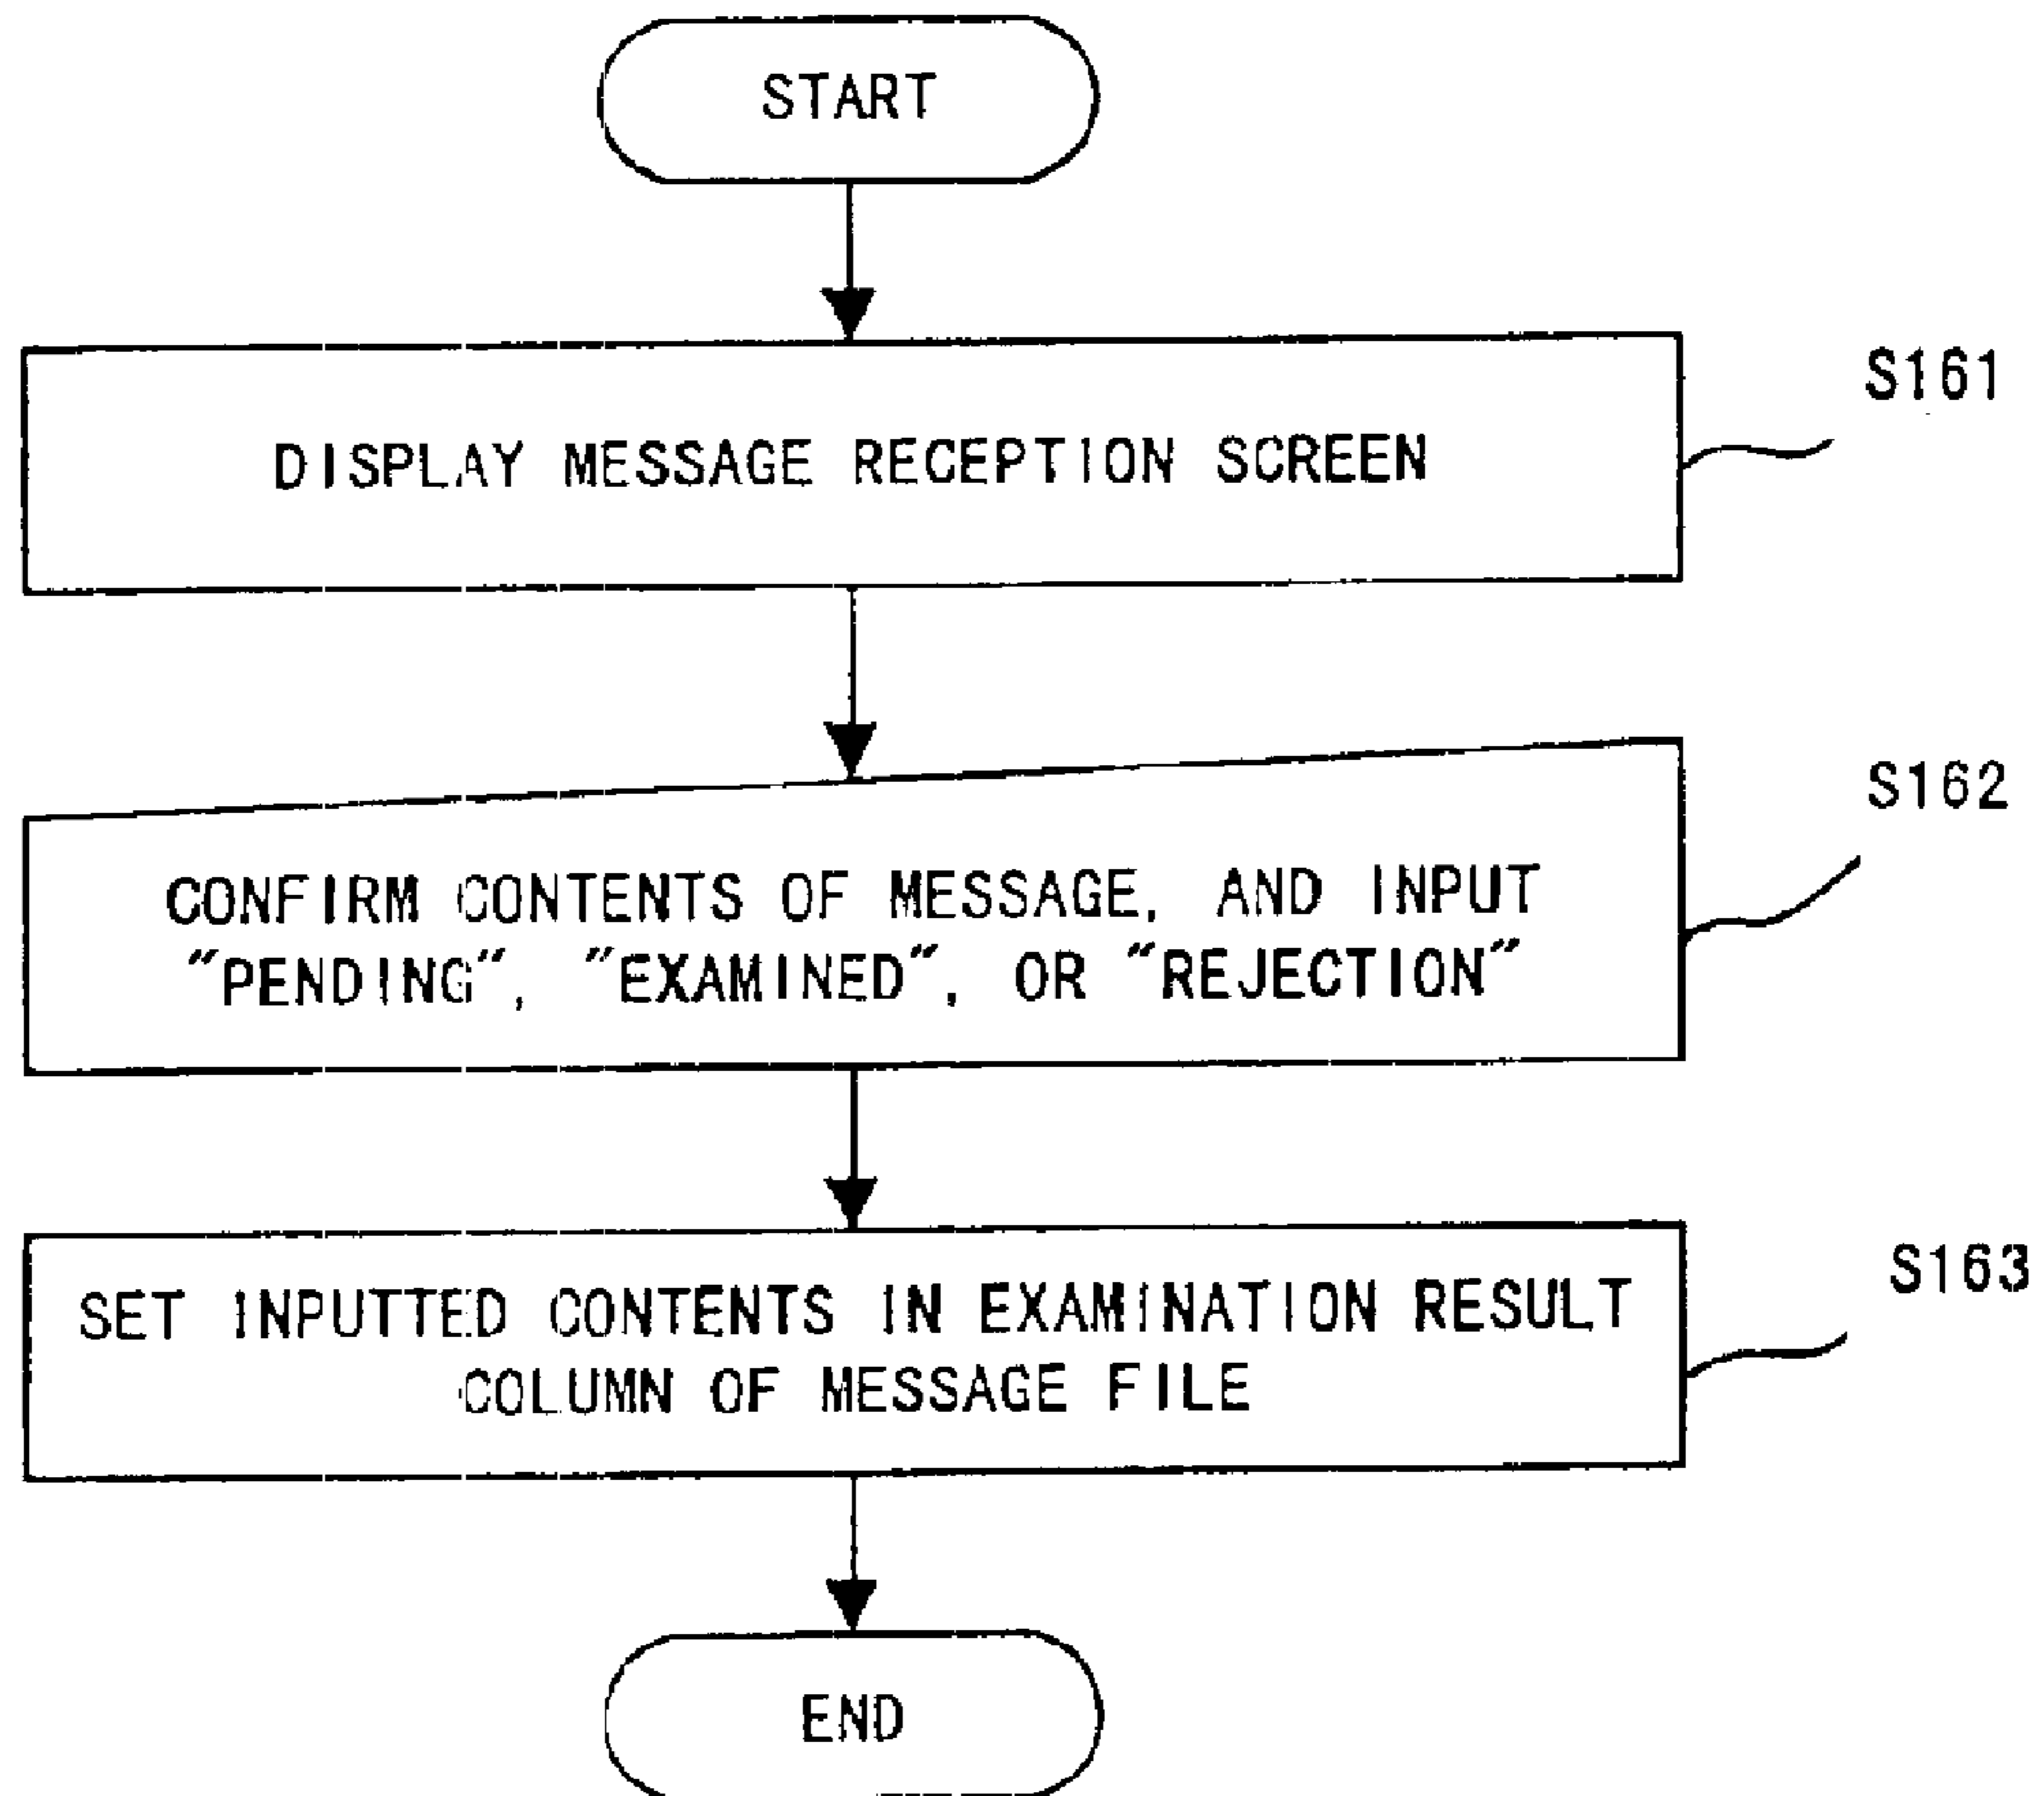 START
S161
DISPLAY MESSAGE RECEPTION SCREEN
S162
CONFIRM CONTENTS OF MESSAGE, AND INPUT
"PENDING", "EXAMINED", OR "REJECTION"
S163
SET INPUTTED CONTENTS IN EXAMINATION RESULT
COLUMN OF MESSAGE FILE
END